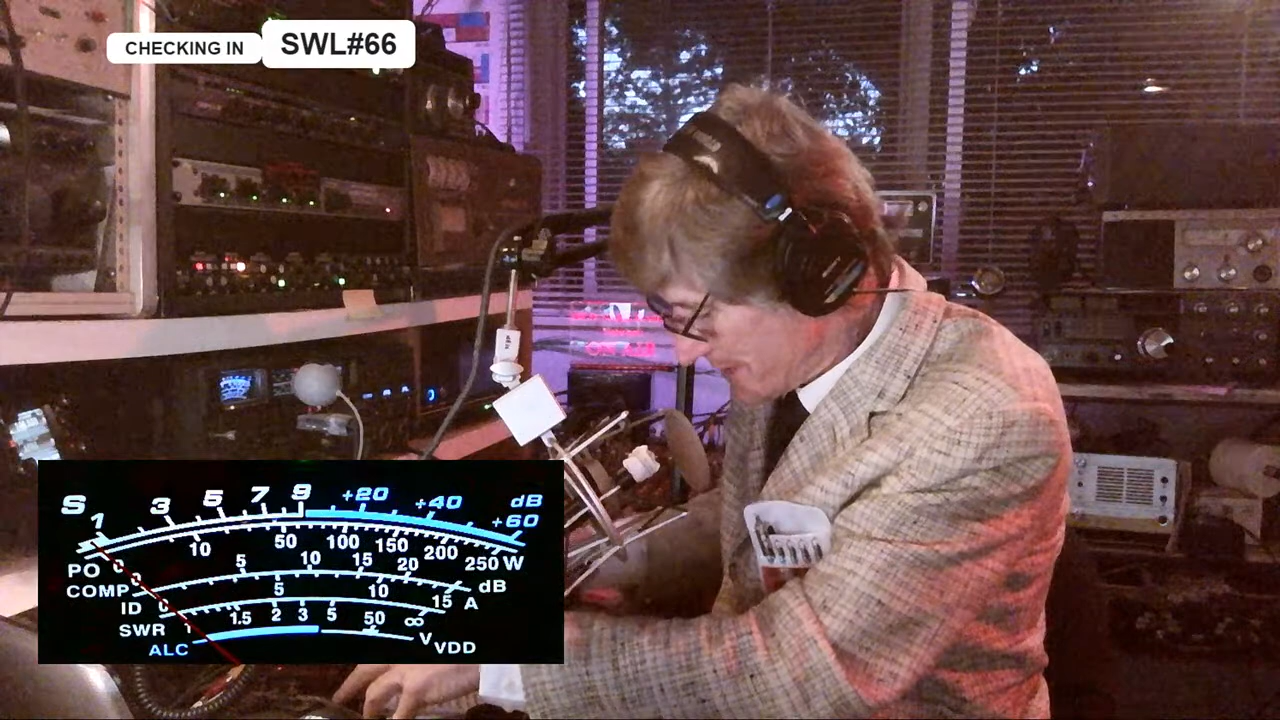 CHECKING IN
SWL#66
S 1 3 5 7 9 +20 +40 +60 dB
PO 0 10 50 100 150 200 250 W
COMP 0 5 10 15 20 dB
ID 0 5 10 15 A
SWR 1 1.5 2 3 5 50 ∞
ALC V VDD
ON AIR